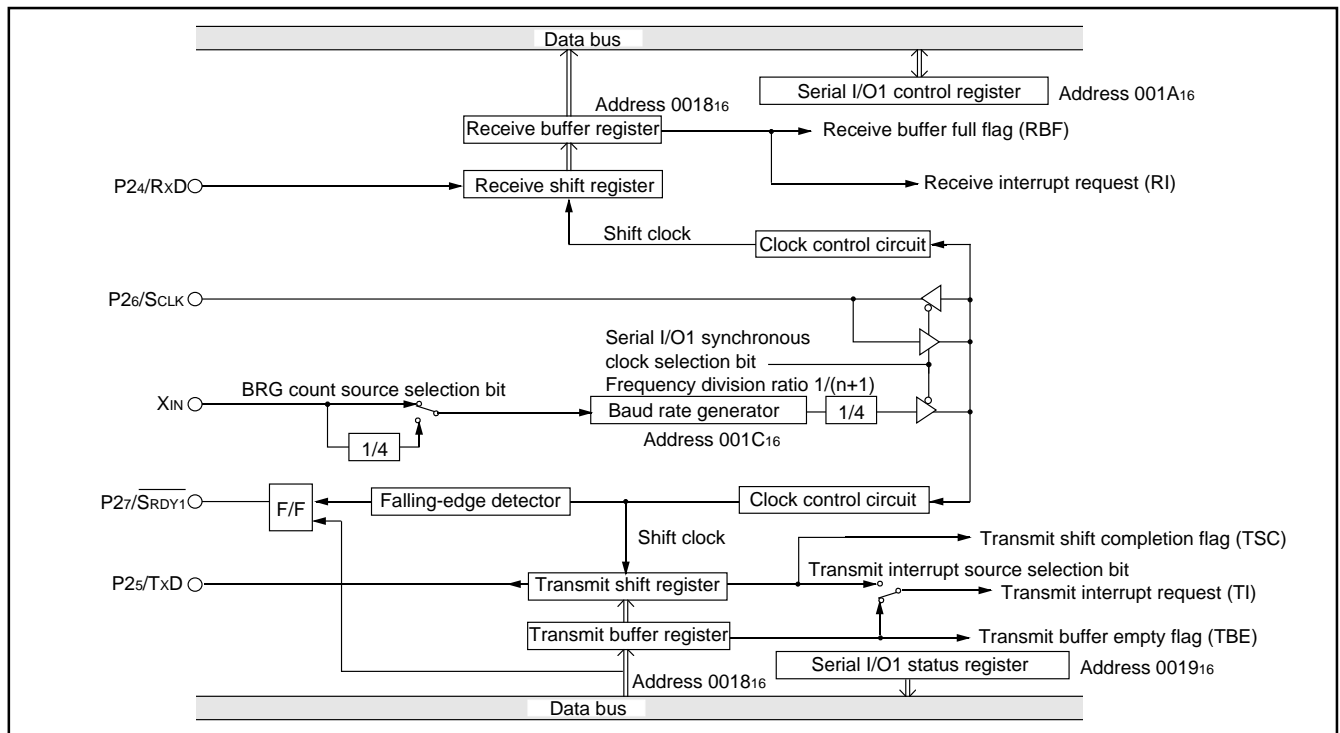 Data bus
Serial I/O1 control register
Address 001A16
Address 001816
Receive buffer register
Receive buffer full flag (RBF)
P24/RXD
Receive shift register
Receive interrupt request (RI)
Shift clock
Clock control circuit
P26/SCLK
Serial I/O1 synchronous
clock selection bit
BRG count source selection bit
Frequency division ratio 1/(n+1)
XIN
Baud rate generator
1/4
1/4
Address 001C16
P27/SRDY1
F/F
Falling-edge detector
Clock control circuit
Shift clock
Transmit shift completion flag (TSC)
P25/TXD
Transmit shift register
Transmit interrupt source selection bit
Transmit interrupt request (TI)
Transmit buffer register
Transmit buffer empty flag (TBE)
Serial I/O1 status register
Address 001916
Address 001816
Data bus